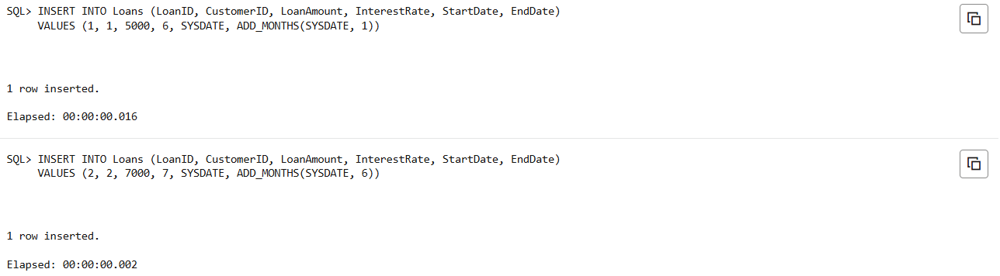 SQL> INSERT INTO Loans (LoanID, CustomerID, LoanAmount, InterestRate, StartDate, EndDate)
VALUES (1, 1, 5000, 6, SYSDATE, ADD_MONTHS(SYSDATE, 1))
1 row inserted.
Elapsed: 00:00:00.016
SQL> INSERT INTO Loans (LoanID, CustomerID, LoanAmount, InterestRate, StartDate, EndDate)
VALUES (2, 2, 7000, 7, SYSDATE, ADD_MONTHS(SYSDATE, 6))
1 row inserted.
Elapsed: 00:00:00.002